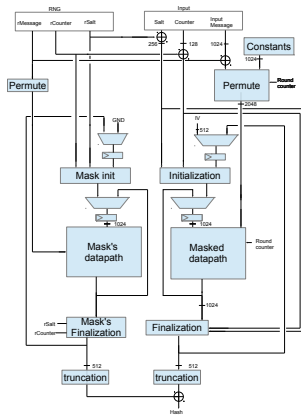 RNG
Input
rMessage
rCounter
rSalt
Salt
Counter
Input
Message
256
128
1024
Constants
1024
Permute
Permute
Round
counter
2048
GND
IV
512
Mask init
Initialization
1024
1024
Mask's
datapath
Masked
datapath
Round
counter
1024
rSalt
rCounter
Mask's
Finalization
Finalization
512
512
truncation
truncation
Hash